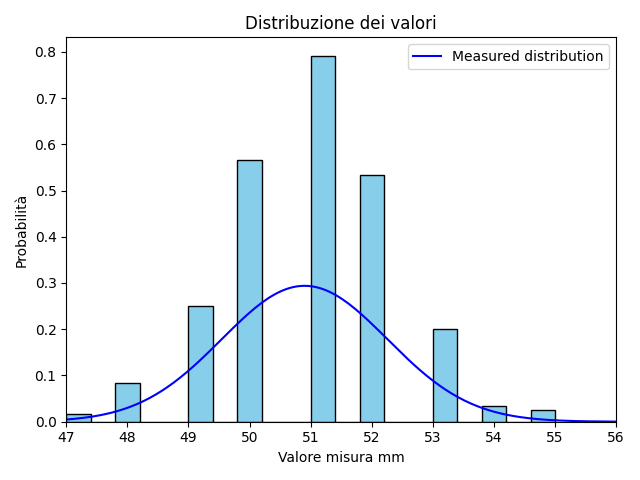 Distribuzione dei valori
Measured distribution
Probabilità
0.8
0.7
0.6
0.5
0.4
0.3
0.2
0.1
0.0
47 48 49 50 51 52 53 54 55 56
Valore misura mm